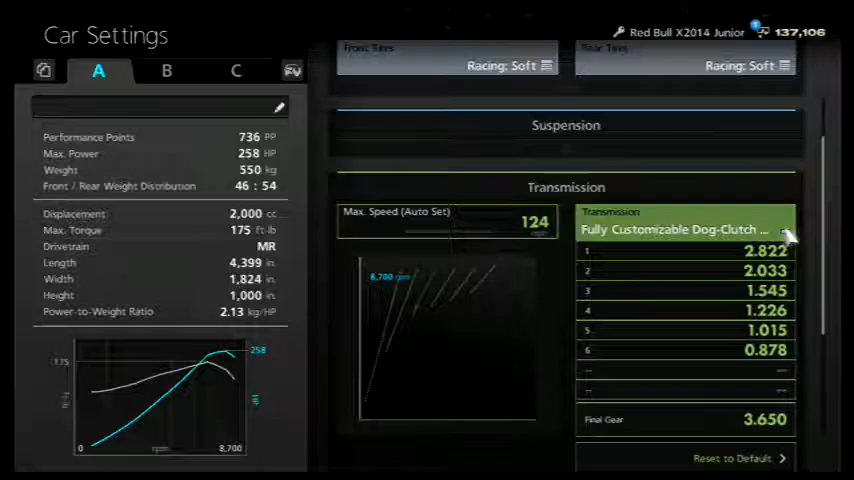 Car Settings
Red Bull X2014 Junior
1
137,106
A
B
C
Front Tires
Rear Tires
Racing: Soft
Racing: Soft
Performance Points 736 PP
Max. Power 258 HP
Weight 550 kg
Front / Rear Weight Distribution 46 : 54
Displacement 2,000 cc
Max. Torque 175 ft-lb
Drivetrain MR
Length 4,399 in.
Width 1,824 in.
Height 1,000 in.
Power-to-Weight Ratio 2.13 kg/HP
258
175
ft-lb
HP
0
rpm
8,700
Suspension
Transmission
Max. Speed (Auto Set)
124
mph
8,700 rpm
Transmission
Fully Customizable Dog-Clutch ...
1 2.822
2 2.033
3 1.545
4 1.226
5 1.015
6 0.878
-- --
-- --
Final Gear 3.650
Reset to Default